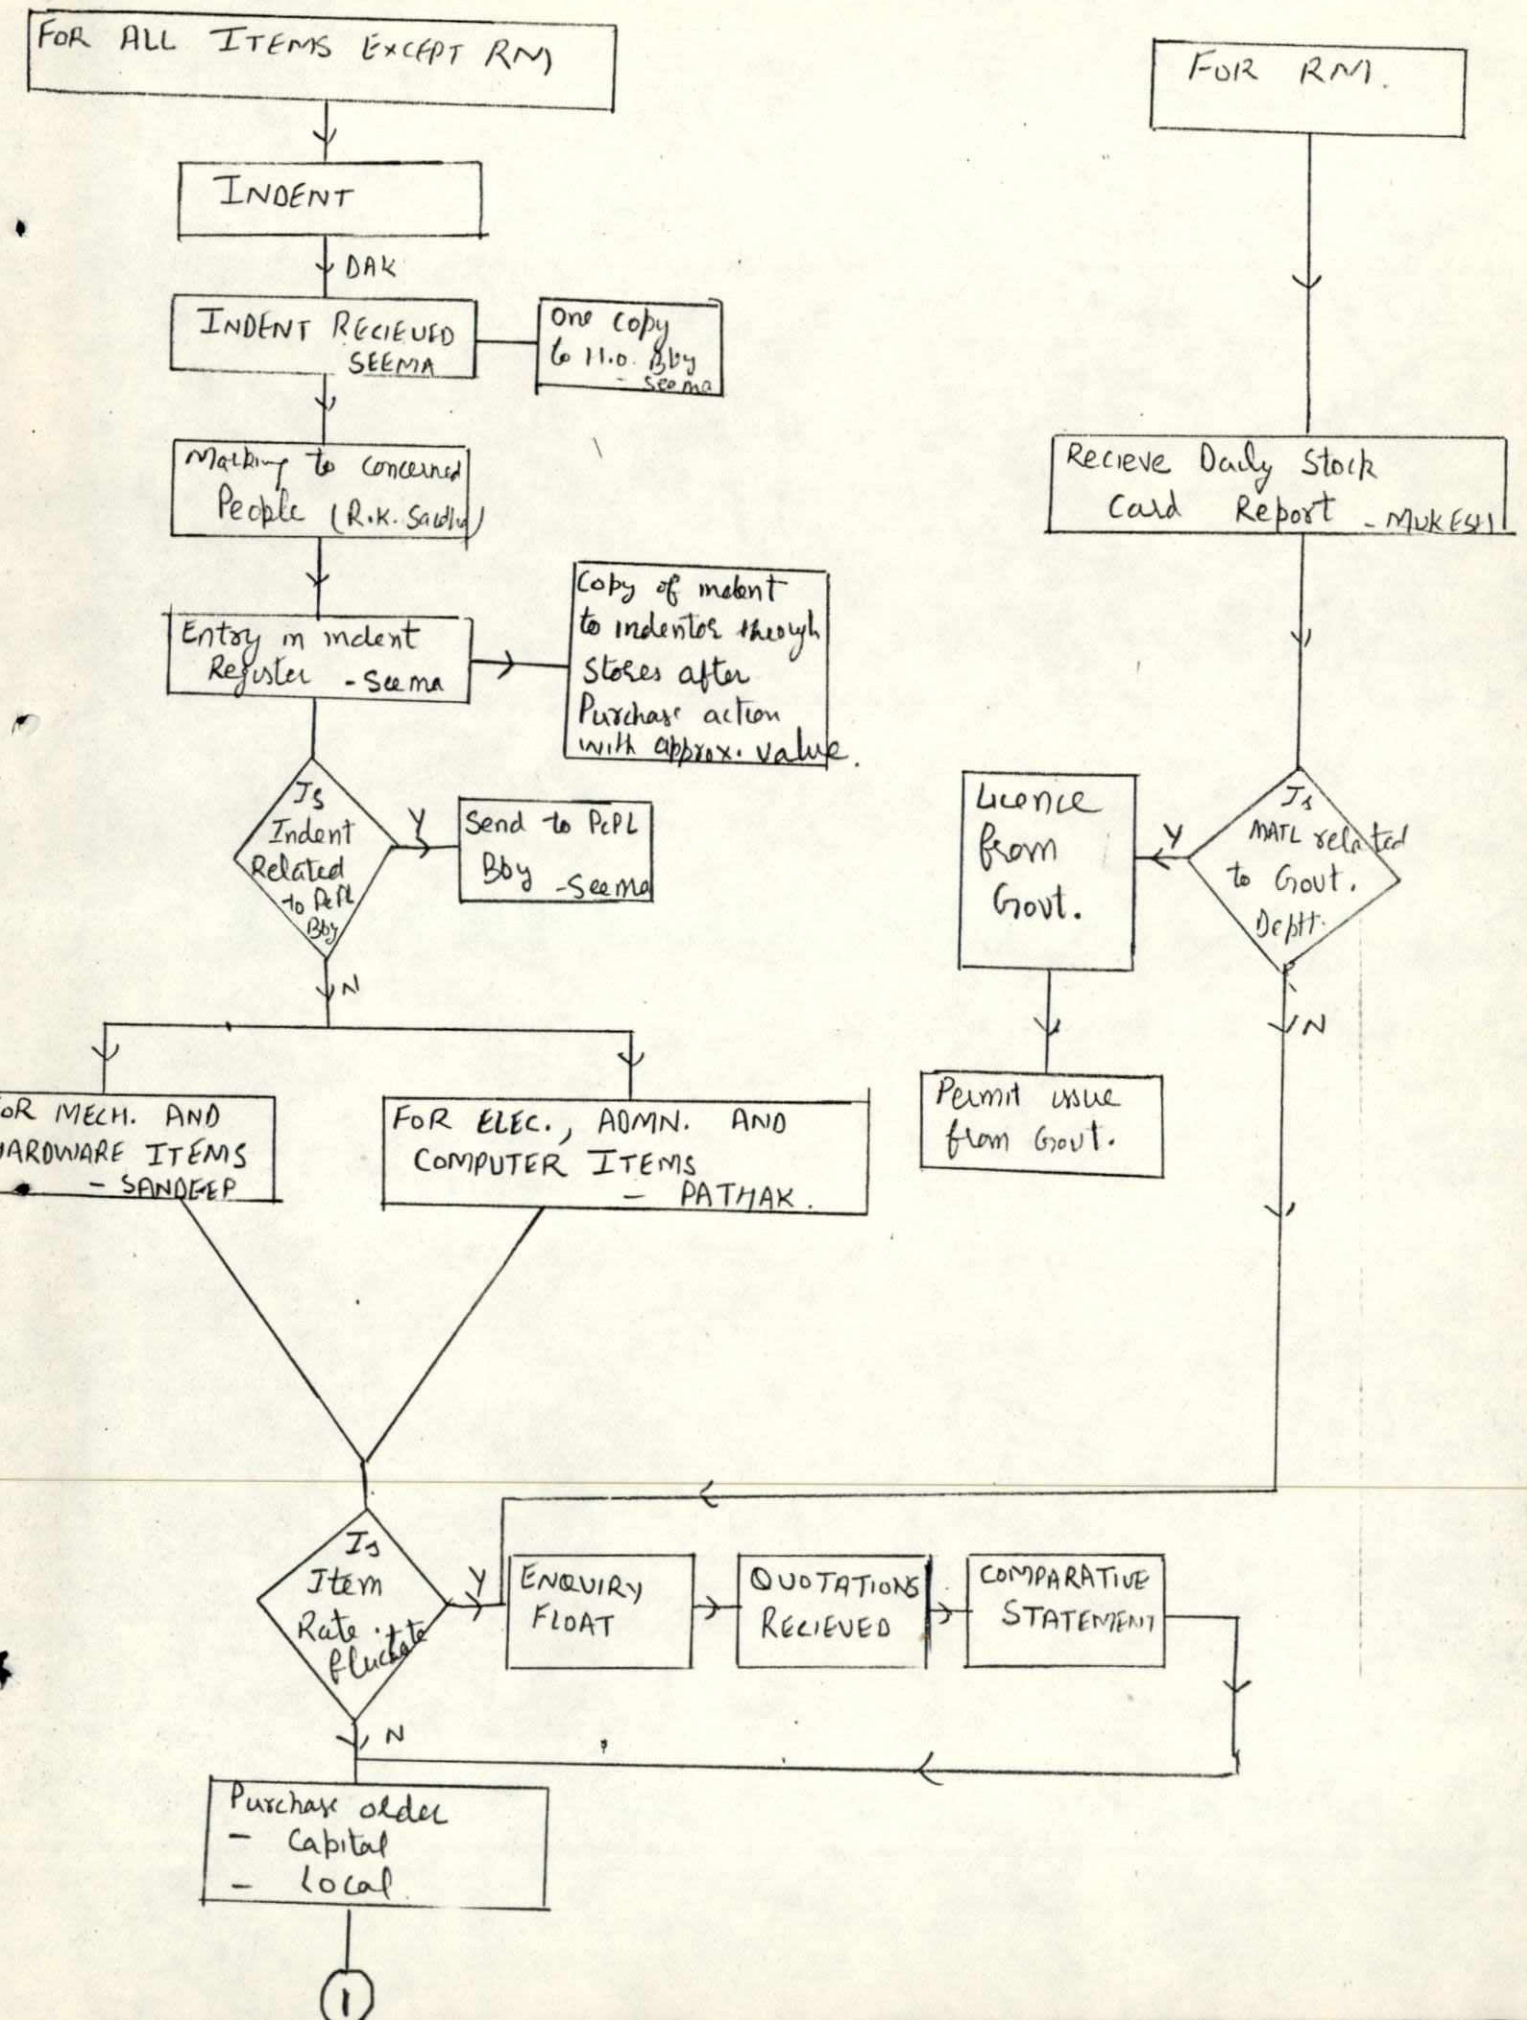 FOR ALL ITEMS EXCEPT RM
FOR RM.
INDENT
DAK
INDENT RECIEVED
SEEMA
One copy
to H.O. Bby
- Seema
Marking to concerned
People (R.K.
Recieve Daily Stock
Card Report - MUKESH
Entry in indent
Register - Seema
Copy of indent
to indentor through
Stores after
Purchase action
with approx. value.
Is
Indent
Related
to PcPL
Bby
Y
Send to PcPL
Bby - Seema
N
Licence
from
Govt.
Y
Is
MATL related
to Govt.
Deptt.
N
Permit issue
from Govt.
FOR MECH. AND
HARDWARE ITEMS
- SANDEEP
FOR ELEC., ADMN. AND
COMPUTER ITEMS
- PATHAK.
Is
Item
Rate
fluctate
Y
ENQUIRY
FLOAT
QUOTATIONS
RECIEVED
COMPARATIVE
STATEMENT
N
Purchase order
- Capital
- Local.
1